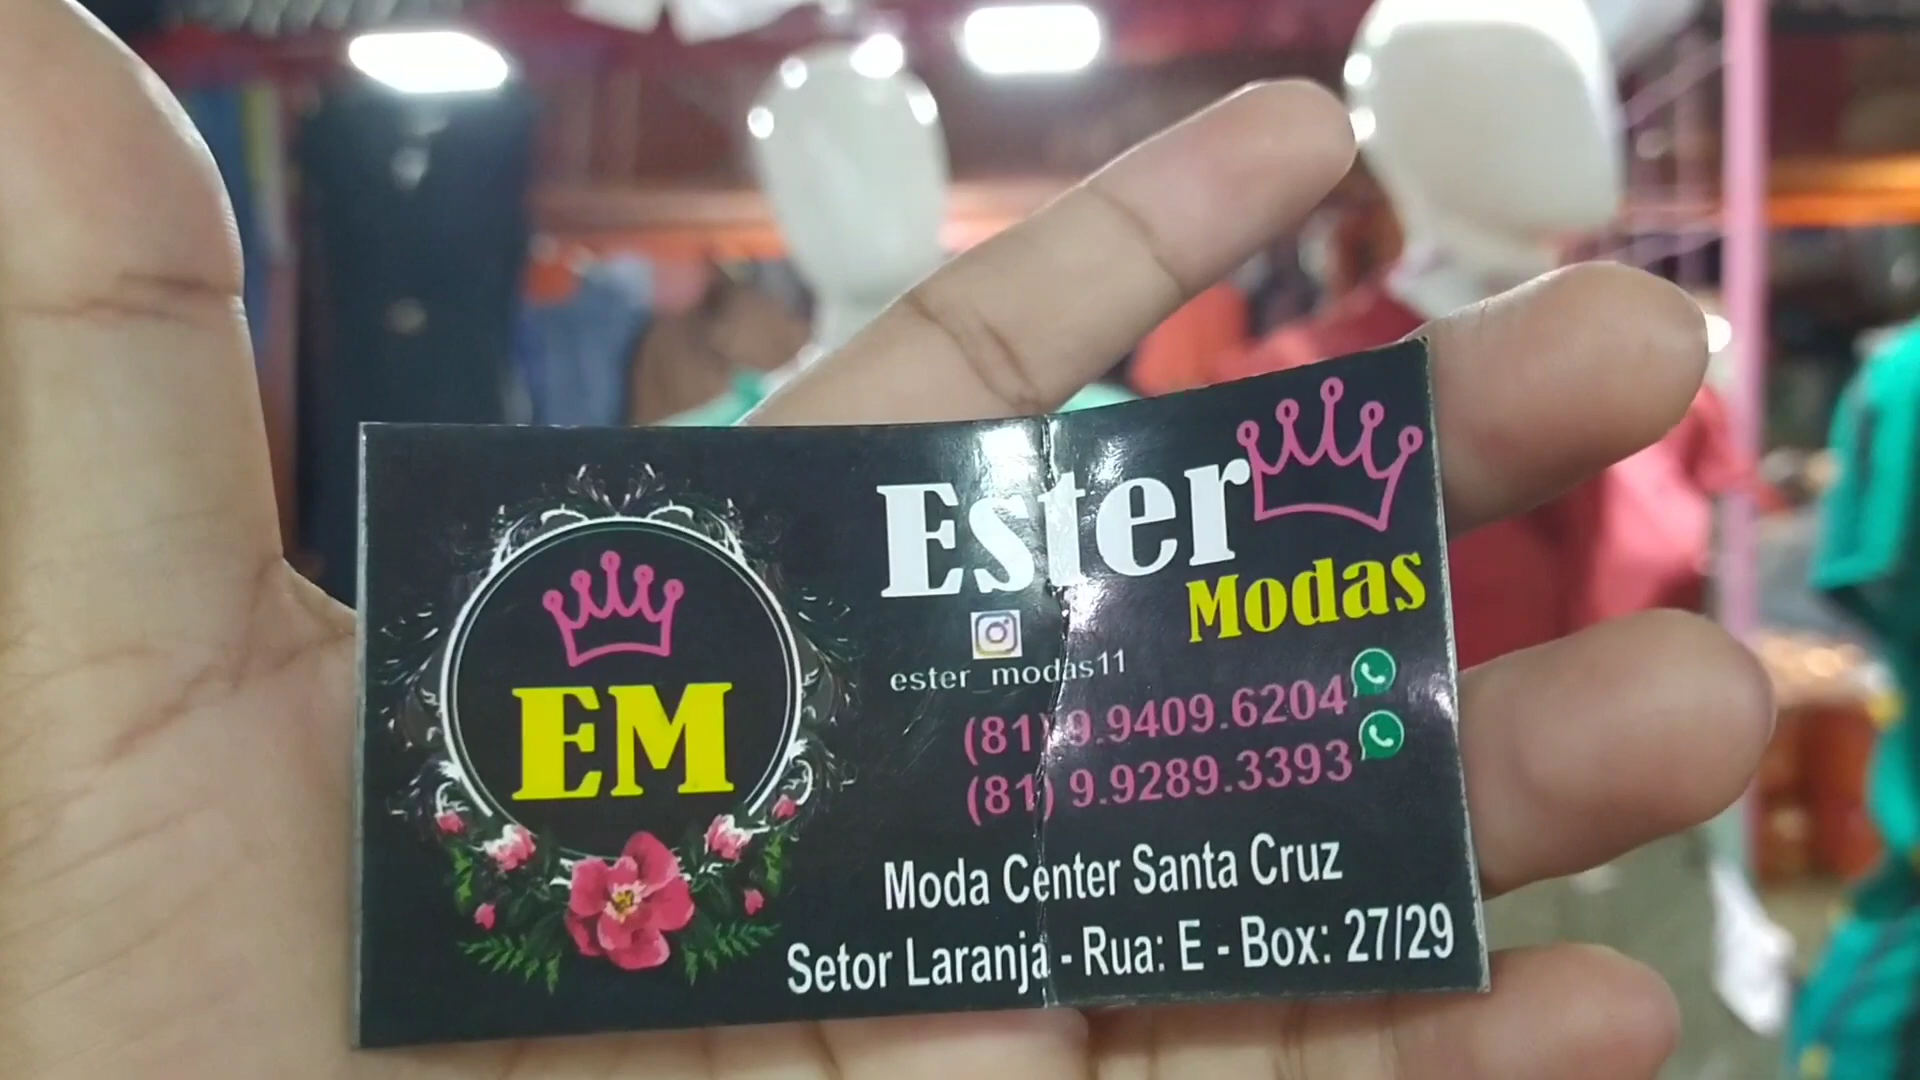 EM
Ester
Modas
ester_modas11
(81) 9.9409.6204
(81) 9.9289.3393
Moda Center Santa Cruz
Setor Laranja - Rua: E - Box: 27/29